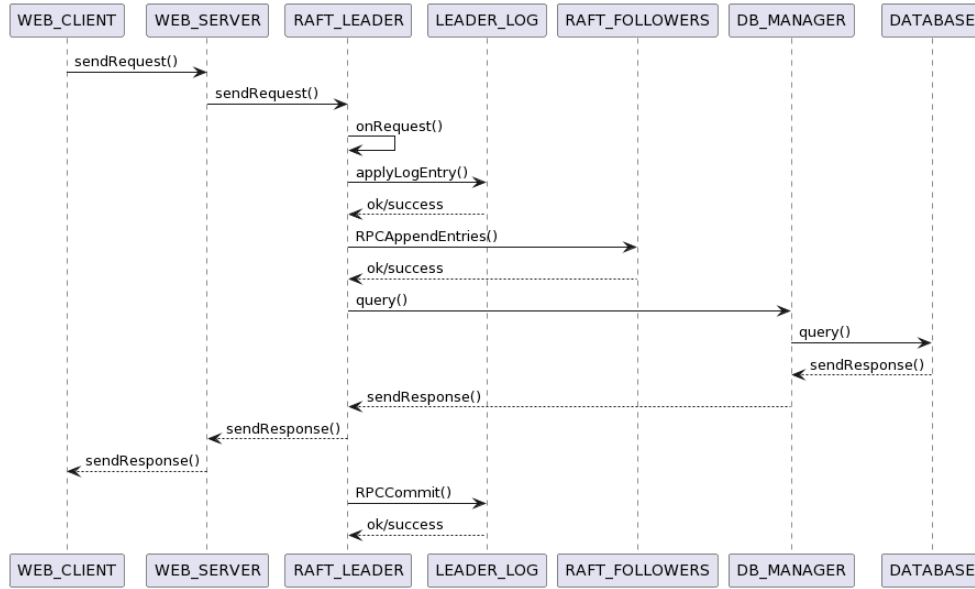 WEB_CLIENT WEB_SERVER RAFT_LEADER LEADER_LOG RAFT_FOLLOWERS DB_MANAGER DATABASE
sendRequest()
sendRequest()
onRequest()
applyLogEntry()
ok/success
RPCAppendEntries()
ok/success
query()
query()
sendResponse()
sendResponse()
sendResponse()
sendResponse()
RPCCommit()
ok/success
WEB_CLIENT WEB_SERVER RAFT_LEADER LEADER_LOG RAFT_FOLLOWERS DB_MANAGER DATABASE